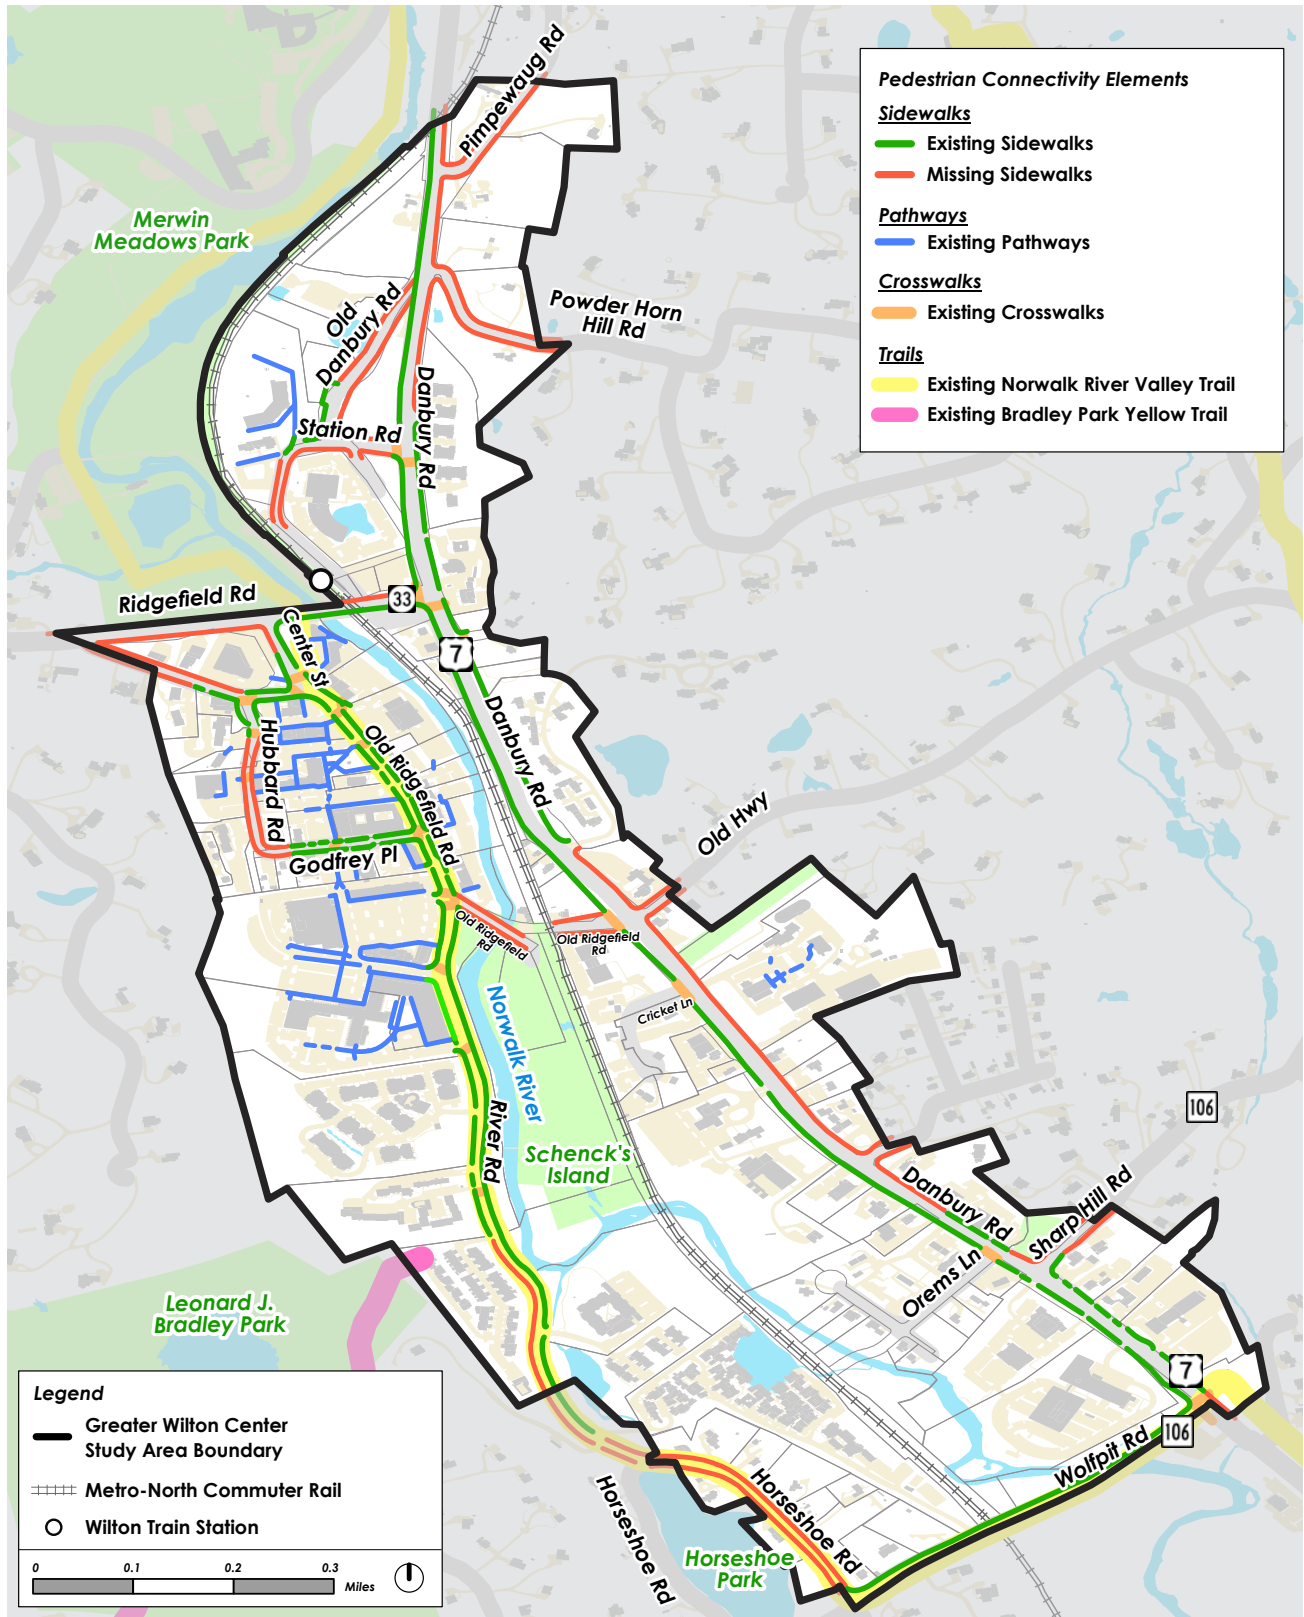 Pimpewaug Rd
Pedestrian Connectivity Elements
Sidewalks
Existing Sidewalks
Missing Sidewalks
Pathways
Existing Pathways
Crosswalks
Existing Crosswalks
Trails
Existing Norwalk River Valley Trail
Existing Bradley Park Yellow Trail
Merwin
Meadows Park
Powder Horn
Hill Rd
Old
Danbury Rd
Danbury Rd
Station Rd
Ridgefield Rd
33
Center St
7
Danbury Rd
Hubbard Rd
Old Ridgefield Rd
Godfrey Pl
Old Hwy
Old Ridgefield
Rd
Old Ridgefield
Rd
Cricket Ln
Norwalk River
River Rd
Schenck's
Island
106
Danbury Rd
Sharp Hill Rd
Orems Ln
Leonard J.
Bradley Park
7
106
Wolfpit Rd
Horseshoe Rd
Horseshoe Rd
Horseshoe
Park
Legend
Greater Wilton Center
Study Area Boundary
Metro-North Commuter Rail
Wilton Train Station
0 0.1 0.2 0.3
Miles